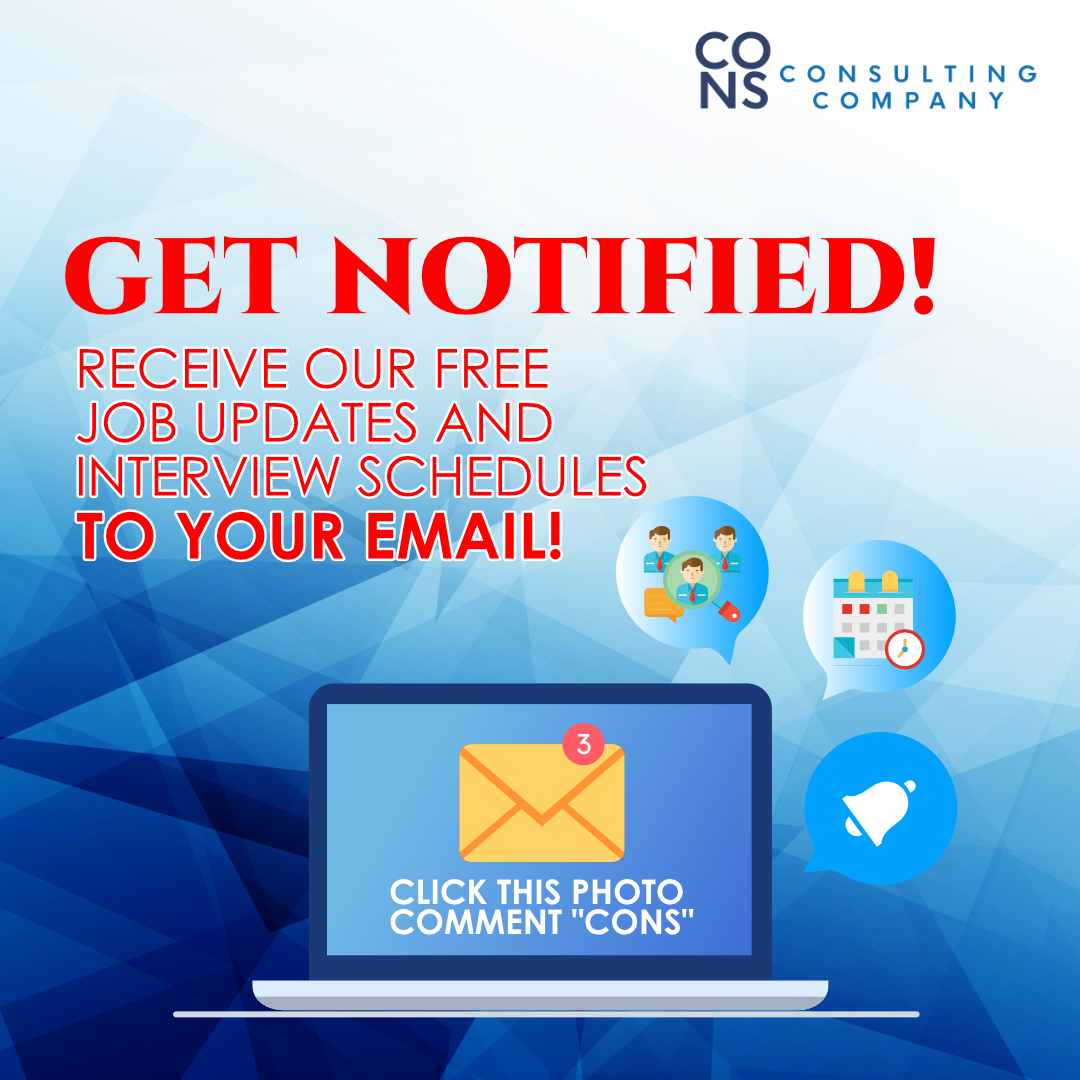 CO
NS
CONSULTING
COMPANY
GET NOTIFIED!
RECEIVE OUR FREE
JOB UPDATES AND
INTERVIEW SCHEDULES
TO YOUR EMAIL!
3
CLICK THIS PHOTO
COMMENT "CONS"